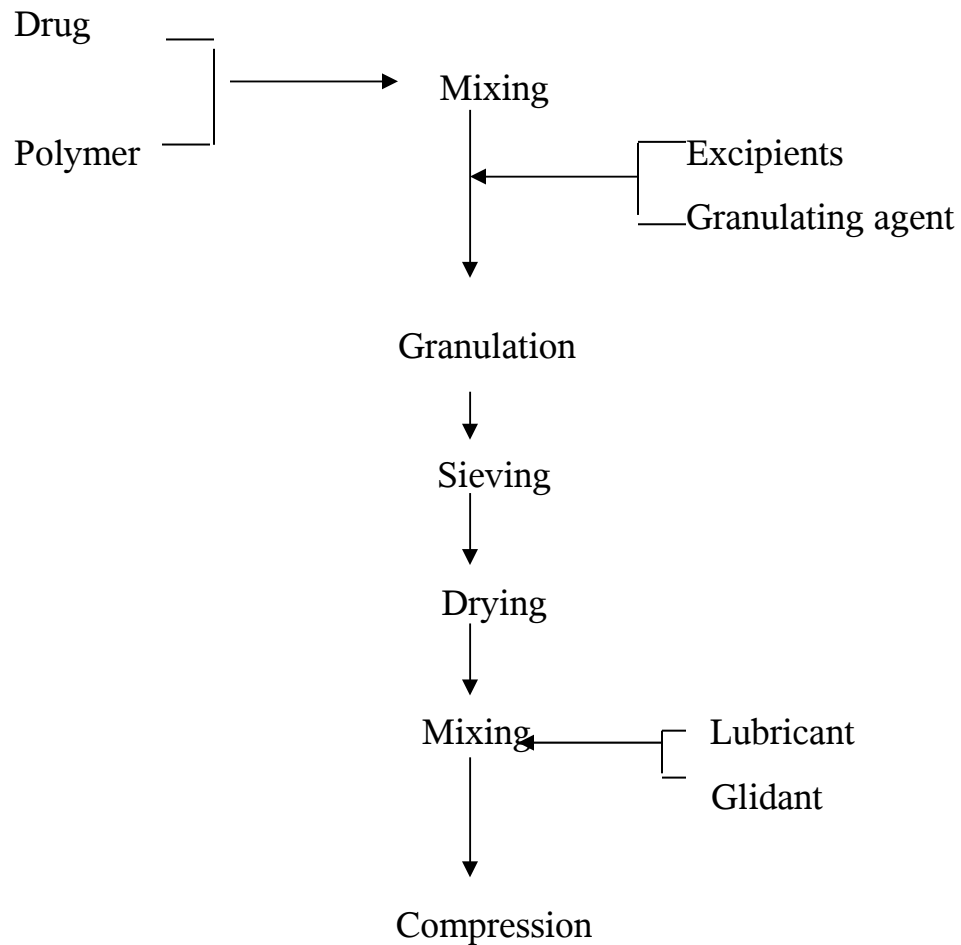 Drug
Mixing
Polymer
Excipients
Granulating agent
Granulation
Sieving
Drying
Mixing
Lubricant
Glidant
Compression